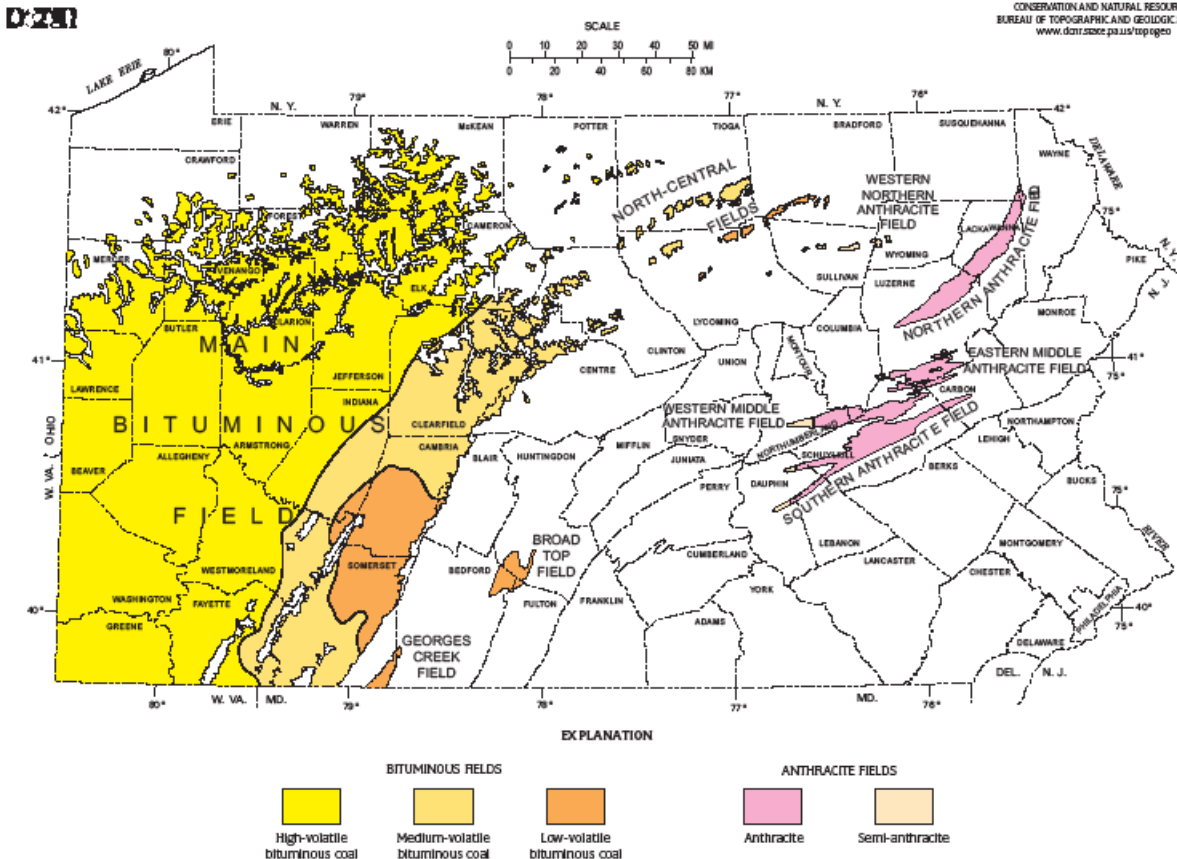 CONSERVATION AND NATURAL RESOUR
BUREAU OF TOPOGRAPHIC AND GEOLOGIC
www.dcnr.state.pa.us/topogeo
SCALE
0 10 20 30 40 50 MI
0 20 40 60 80 KM
LAKE ERIE
80°
42°
79°
N. Y.
78°
77°
N. Y.
76°
42°
ERIE
WARREN
McKEAN
POTTER
TIOGA
BRADFORD
SUSQUEHANNA
WAYNE
DELAWARE
CRAWFORD
NORTH-CENTRAL
FIELDS
WESTERN
NORTHERN
ANTHRACITE
FIELD
FOREST
CAMERON
LACKAWANNA
75°
MERCER
VENANGO
ELK
SULLIVAN
WYOMING
LUZERNE
NORTHERN ANTHRACITE FIELD
PIKE
N. Y.
N. J.
BUTLER
CLARION
LYCOMING
COLUMBIA
MONROE
MAIN
41°
JEFFERSON
CLINTON
CENTRE
UNION
MONTOUR
EASTERN MIDDLE
ANTHRACITE FIELD
41°
75°
LAWRENCE
INDIANA
CARBON
BITUMINOUS
CLEARFIELD
WESTERN MIDDLE
ANTHRACITE FIELD
NORTHUMBERLAND
NORTHAMPTON
W. VA. ( OHIO
ARMSTRONG
ALLEGHENY
CAMBRIA
BLAIR
HUNTINGDON
MIFFLIN
SNYDER
JUNIATA
SCHUYLKILL
LEHIGH
BEAVER
PERRY
DAUPHIN
SOUTHERN ANTHRACITE FIELD
BERKS
BUCKS
75°
FIELD
BROAD
TOP
FIELD
LEBANON
MONTGOMERY
RIVER
WESTMORELAND
SOMERSET
BEDFORD
CUMBERLAND
LANCASTER
CHESTER
WASHINGTON
FAYETTE
FULTON
FRANKLIN
YORK
PHILADELPHIA
40°
40°
75°
GREENE
ADAMS
GEORGES
CREEK
FIELD
DELAWARE
DEL.
N. J.
W. VA.
MD.
MD.
80°
79°
78°
77°
76°
EXPLANATION
BITUMINOUS FIELDS
ANTHRACITE FIELDS
High-volatile
bituminous coal
Medium-volatile
bituminous coal
Low-volatile
bituminous coal
Anthracite
Semi-anthracite